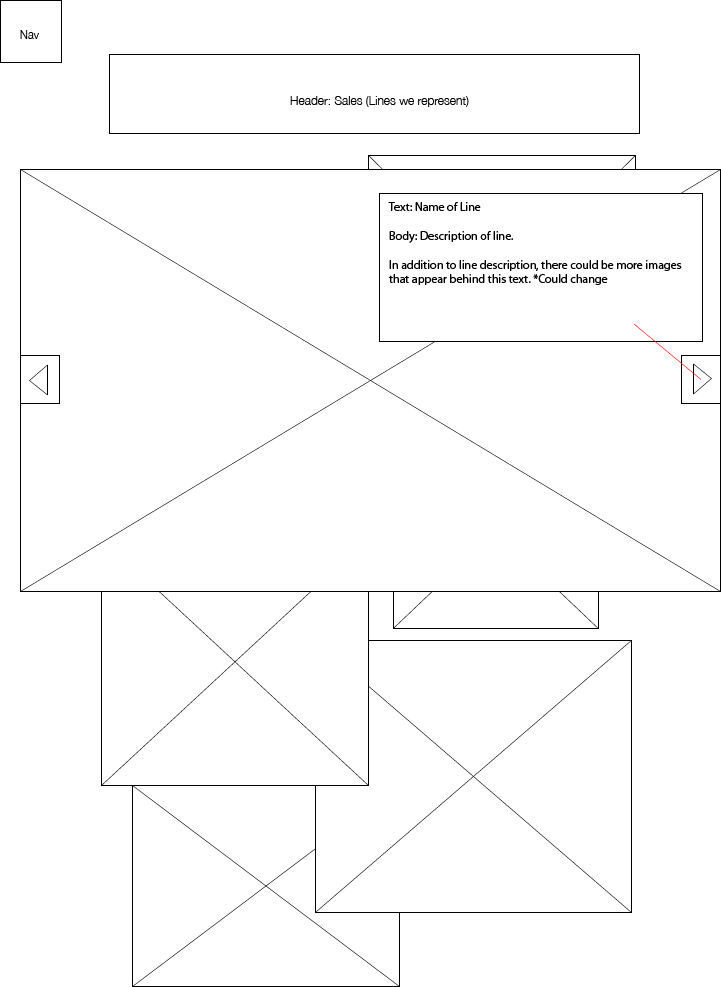 Nav
Header: Sales (Lines we represent)
Text: Name of Line
Body: Description of line.
In addition to line description, there could be more images
that appear behind this text. *Could change